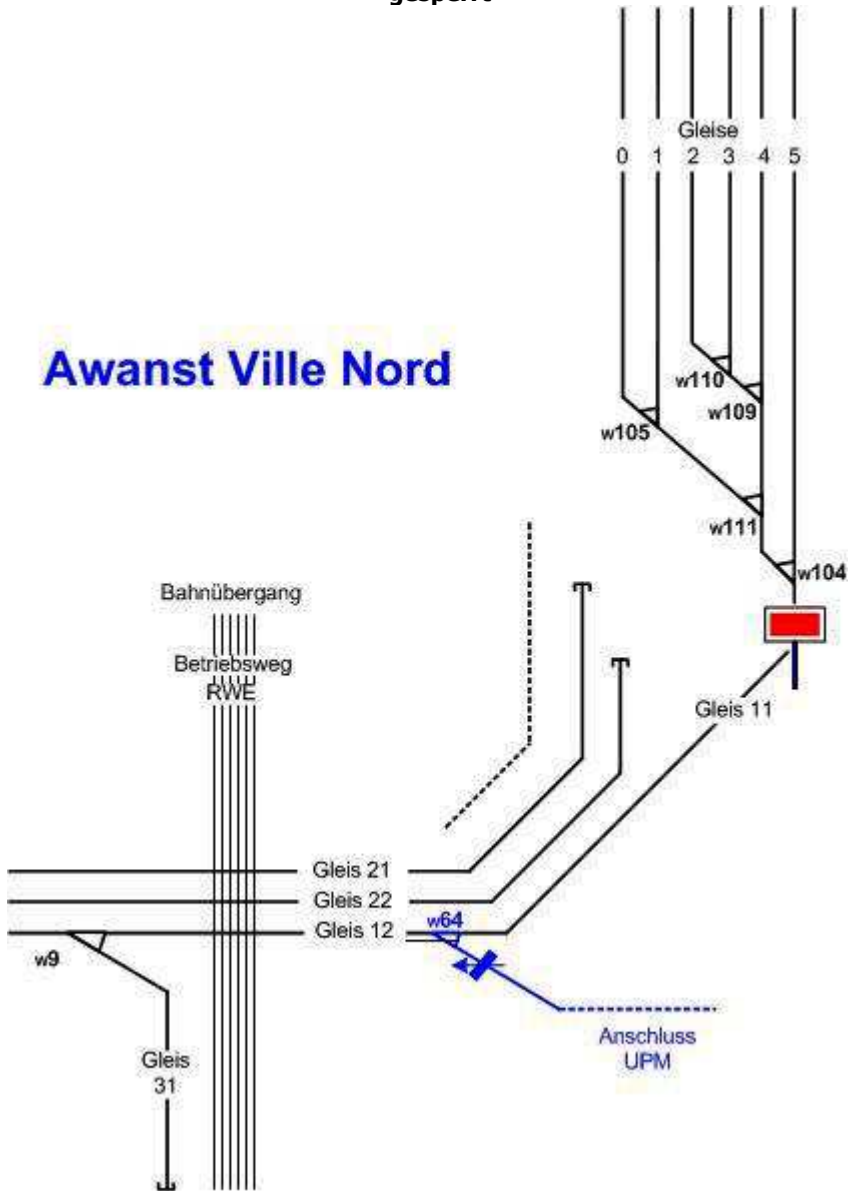 Gleise
0 1 2 3 4 5
Awanst Ville Nord
w110
w109
w105
w111
w104
Bahnübergang
Betriebsweg
RWE
Gleis 11
Gleis 21
Gleis 22
w64
Gleis 12
w9
Anschluss
UPM
Gleis
31